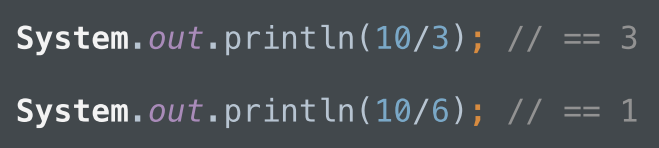 System.out.println(10/3); // == 3
System.out.println(10/6); // == 1